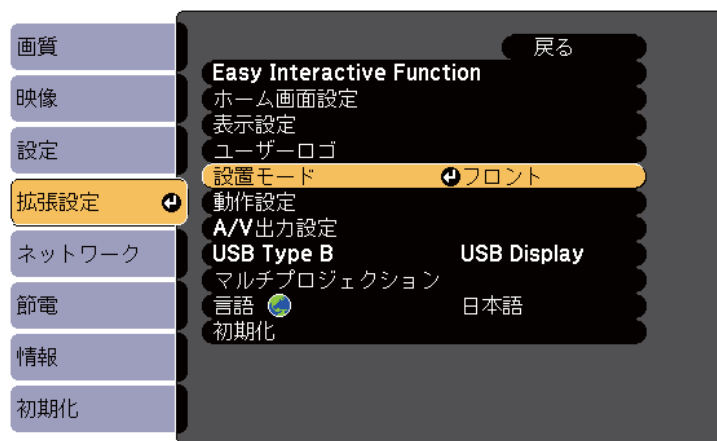 画質
映像
設定
拡張設定
ネットワーク
節電
情報
初期化
戻る
Easy Interactive Function
ホーム画面設定
表示設定
ユーザーロゴ
設置モード フロント
動作設定
A/V出力設定
USB Type B USB Display
マルチプロジェクション
言語 日本語
初期化